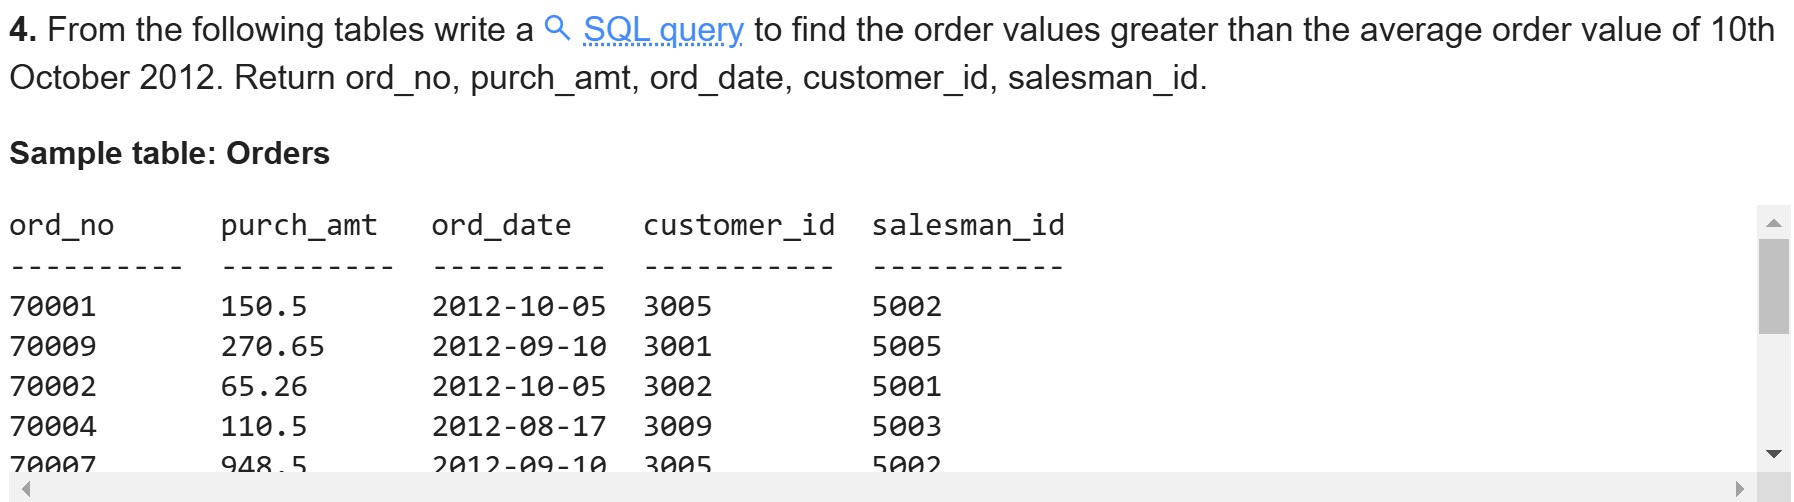 4. From the following tables write a SQL query to find the order values greater than the average order value of 10th
October 2012. Return ord_no, purch_amt, ord_date, customer_id, salesman_id.
Sample table: Orders
ord_no purch_amt ord_date customer_id salesman_id
---------- ---------- ---------- ----------- -----------
70001 150.5 2012-10-05 3005 5002
70009 270.65 2012-09-10 3001 5005
70002 65.26 2012-10-05 3002 5001
70004 110.5 2012-08-17 3009 5003
70007 948.5 2012-09-10 3005 5002